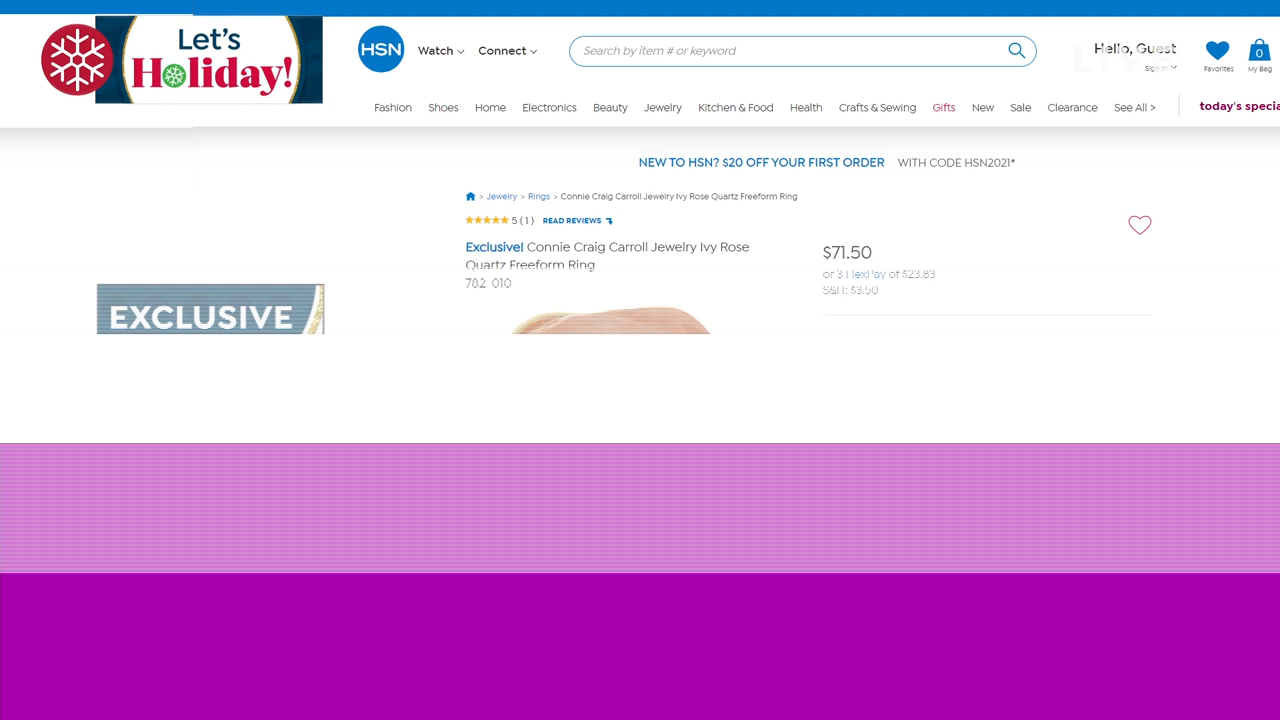 Let's
Holiday!
HSN
Watch
Connect
Search by item # or keyword
Hello, Guest
Sign In
Favorites
0
My Bag
Fashion Shoes Home Electronics Beauty Jewelry Kitchen & Food Health Crafts & Sewing Gifts New Sale Clearance See All >
today's specia
NEW TO HSN? $20 OFF YOUR FIRST ORDER WITH CODE HSN2021*
> Jewelry > Rings > Connie Craig Carroll Jewelry Ivy Rose Quartz Freeform Ring
5 (1) READ REVIEWS
Exclusive! Connie Craig Carroll Jewelry Ivy Rose
Quartz Freeform Ring
$71.50
or 3 FlexPay of $23.83
S&H: $3.50
EXCLUSIVE